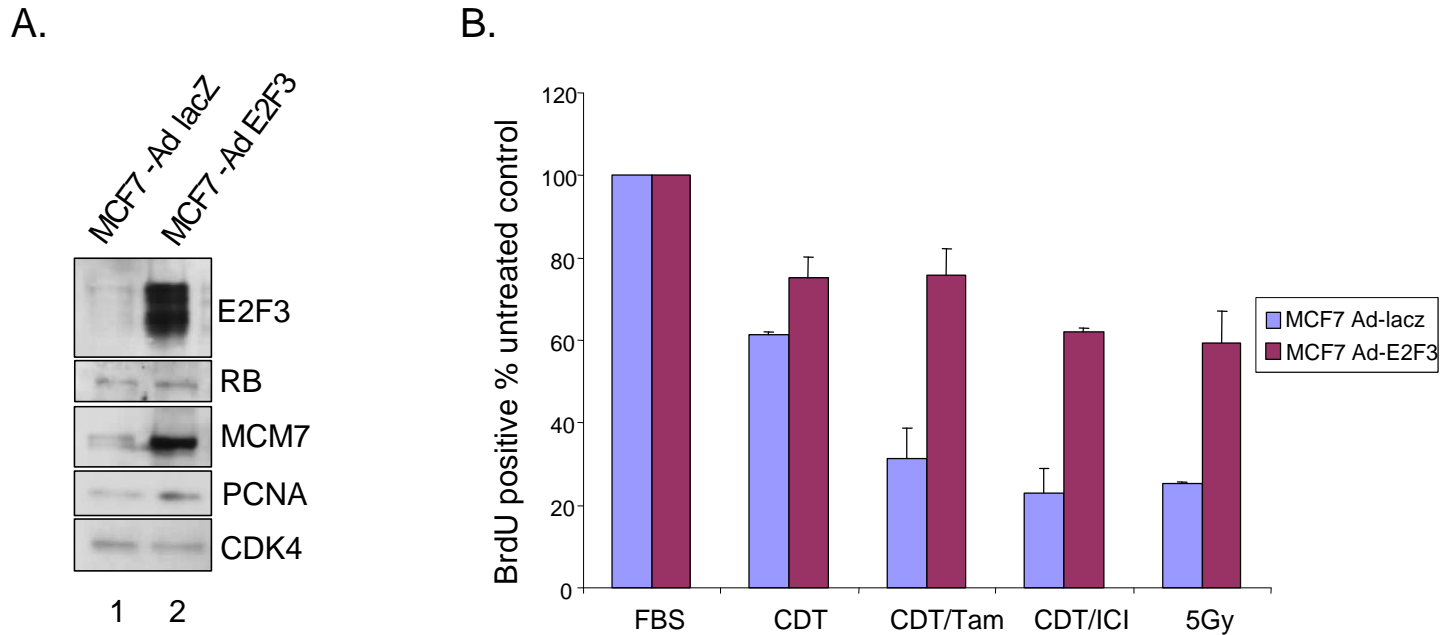 A.
MCF7 -Ad lacZ
MCF7 -Ad E2F3
E2F3
RB
MCM7
PCNA
CDK4
1 2
B.
BrdU positive % untreated control
120
100
80
60
40
20
0
FBS CDT CDT/Tam CDT/ICI 5Gy
MCF7 Ad-lacz
MCF7 Ad-E2F3